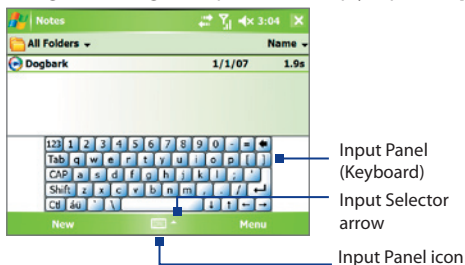 Notes 3:04
All Folders Name
Dogbark 1/1/07 1.9s
123 1 2 3 4 5 6 7 8 9 0 - =
Tab q w e r t y u i o p [ ]
CAP a s d f g h j k l ; '
Shift z x c v b n m , . /
Ctl áü ` \
New Menu
Input Panel
(Keyboard)
Input Selector
arrow
Input Panel icon